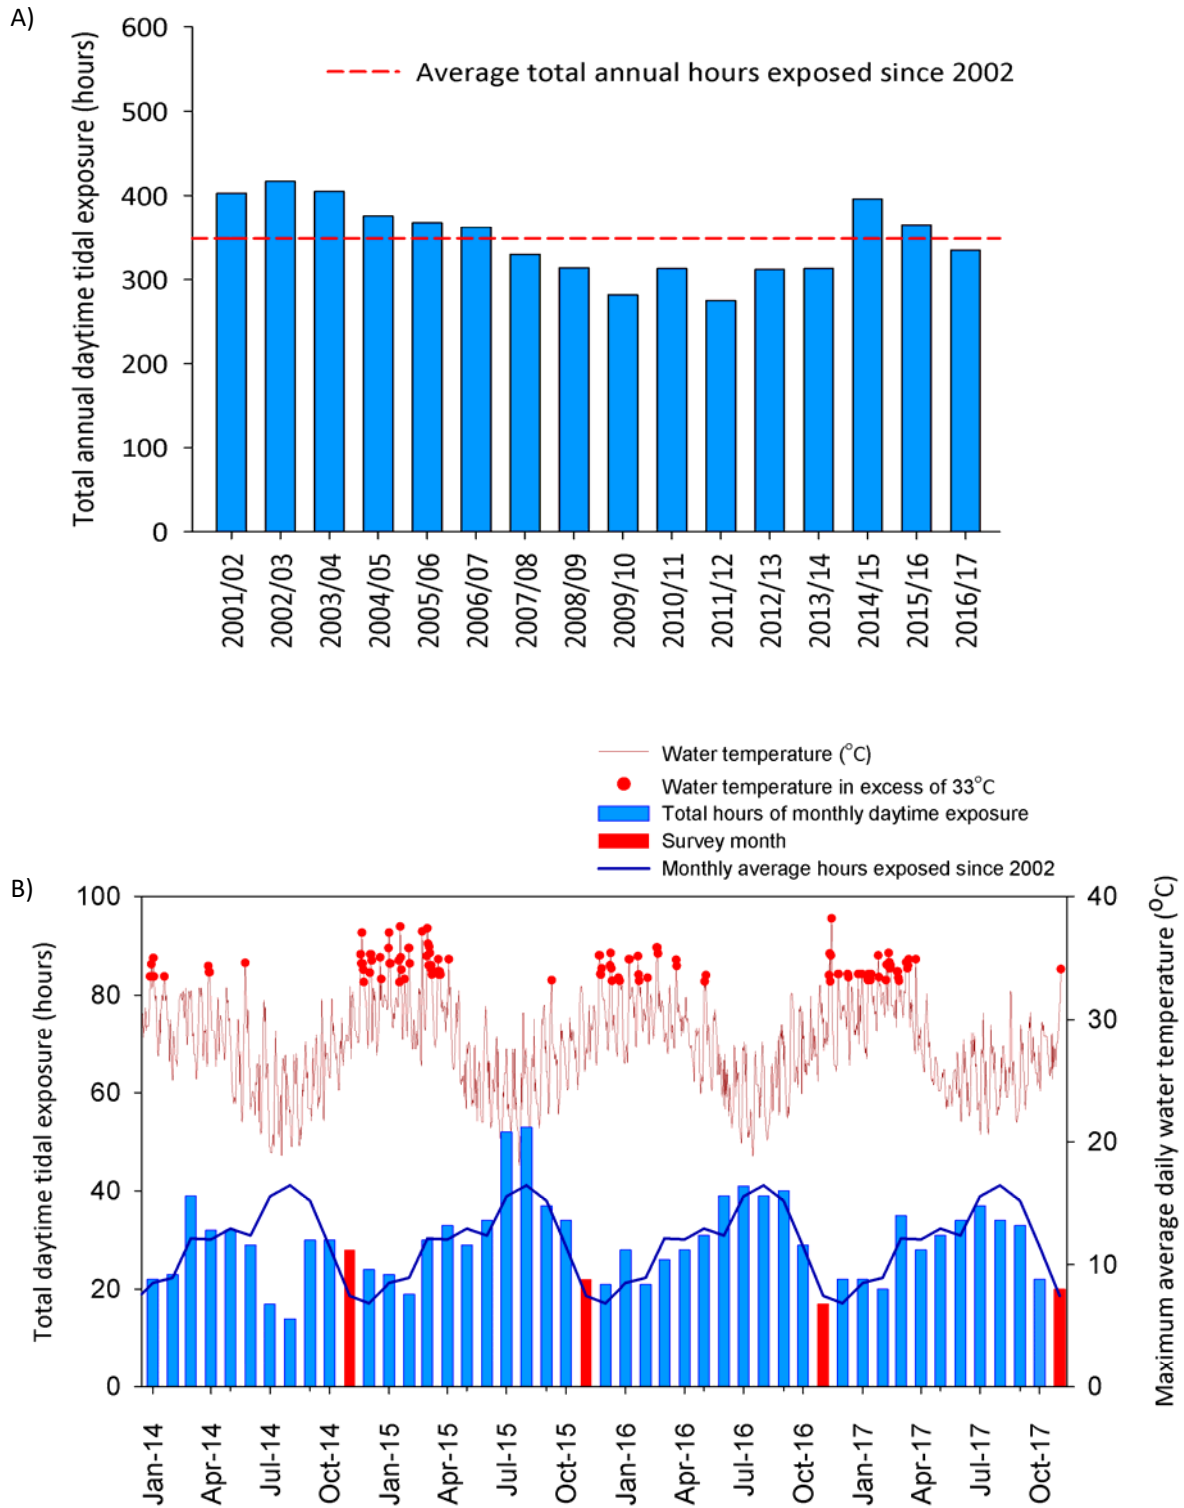 A)
Total annual daytime tidal exposure (hours)
600
500
400
300
200
100
0
Average total annual hours exposed since 2002
2001/02
2002/03
2003/04
2004/05
2005/06
2006/07
2007/08
2008/09
2009/10
2010/11
2011/12
2012/13
2013/14
2014/15
2015/16
2016/17
Water temperature (°C)
Water temperature in excess of 33°C
Total hours of monthly daytime exposure
Survey month
Monthly average hours exposed since 2002
B)
Total daytime tidal exposure (hours)
100
80
60
40
20
0
40
30
20
10
0
Maximum average daily water temperature (°C)
Jan-14
Apr-14
Jul-14
Oct-14
Jan-15
Apr-15
Jul-15
Oct-15
Jan-16
Apr-16
Jul-16
Oct-16
Jan-17
Apr-17
Jul-17
Oct-17